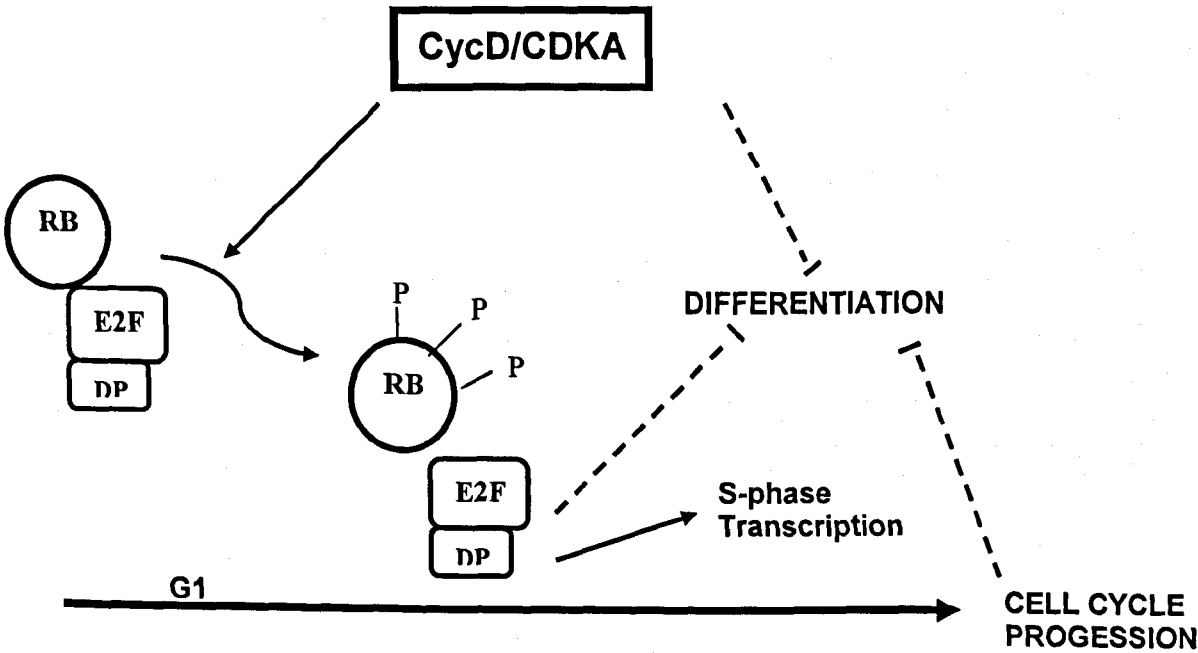 CycD/CDKA
RB
E2F
DP
P
P
P
RB
DIFFERENTIATION
E2F
DP
S-phase
Transcription
G1
CELL CYCLE
PROGESSION